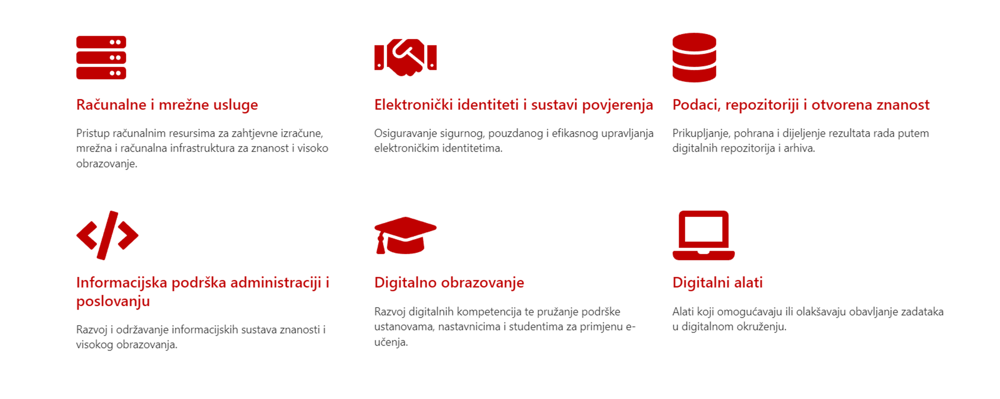 Računalne i mrežne usluge
Pristup računalnim resursima za zahtjevne izračune,
mrežna i računalna infrastruktura za znanost i visoko
obrazovanje.
Elektronički identiteti i sustavi povjerenja
Osiguravanje sigurnog, pouzdanog i efikasnog upravljanja
elektroničkim identitetima.
Podaci, repozitoriji i otvorena znanost
Prikupljanje, pohrana i dijeljenje rezultata rada putem
digitalnih repozitorija i arhiva.
Informacijska podrška administraciji i
poslovanju
Razvoj i održavanje informacijskih sustava znanosti i
visokog obrazovanja.
Digitalno obrazovanje
Razvoj digitalnih kompetencija te pružanje podrške
ustanovama, nastavnicima i studentima za primjenu e-
učenja.
Digitalni alati
Alati koji omogućavaju ili olakšavaju obavljanje zadataka
u digitalnom okruženju.